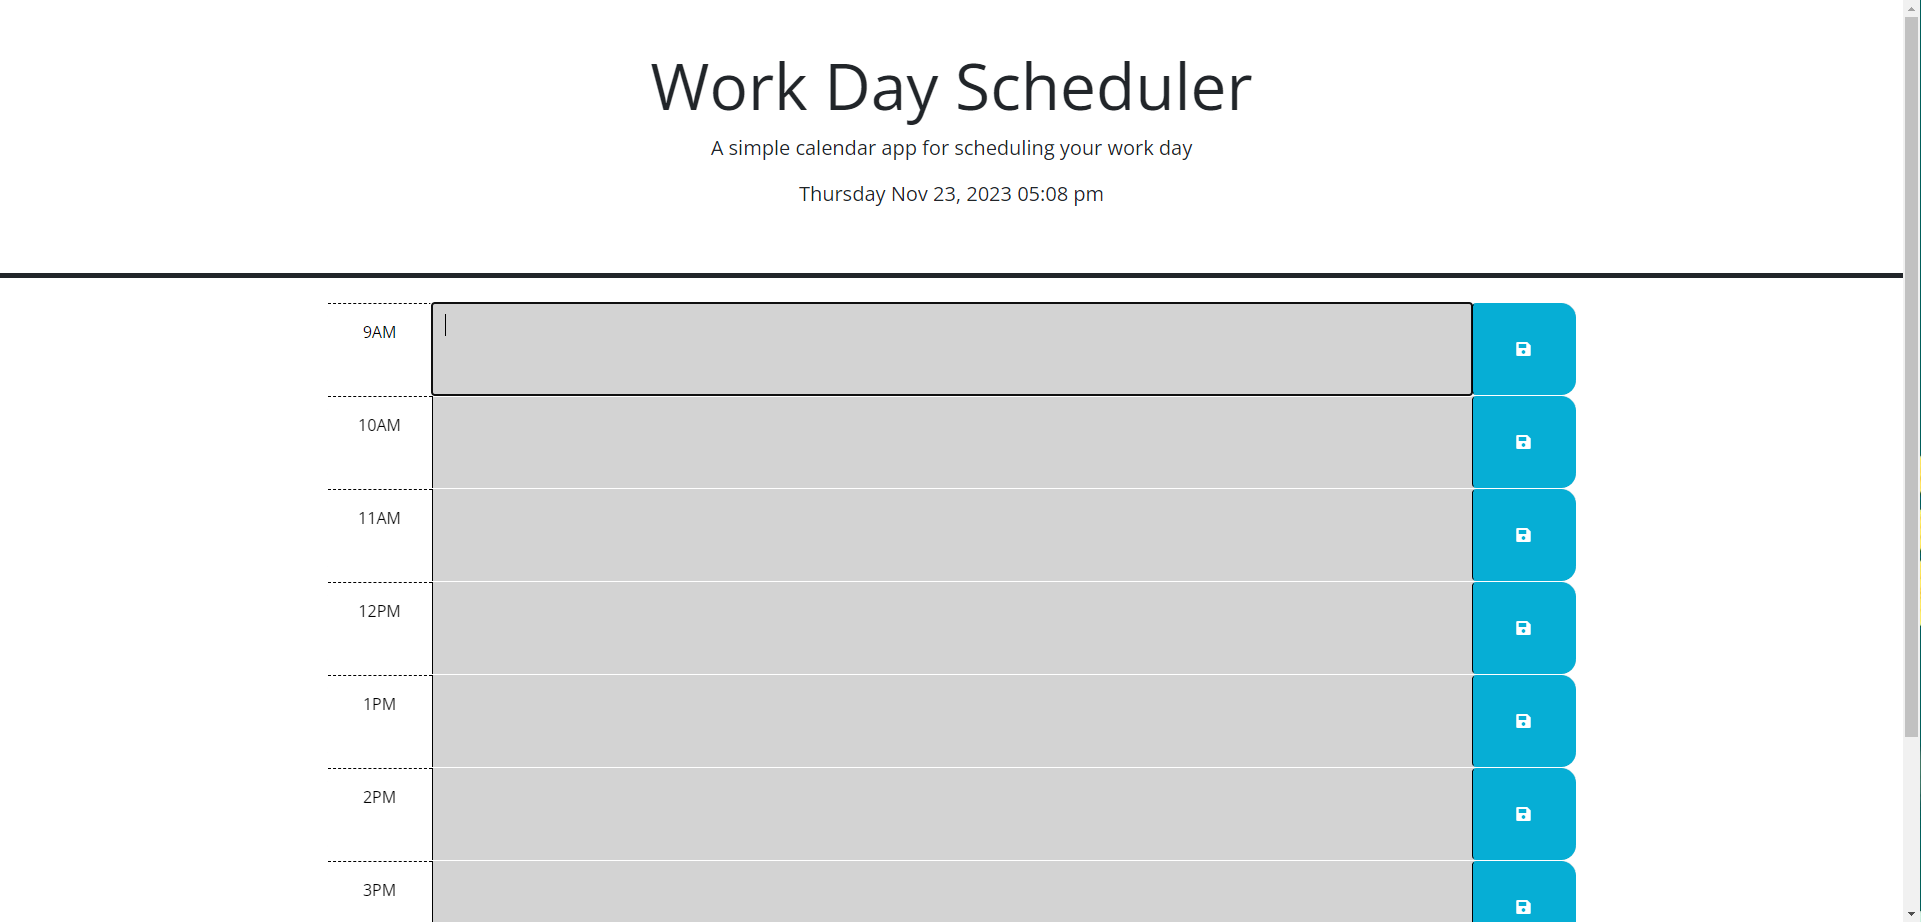 Work Day Scheduler
A simple calendar app for scheduling your work day
Thursday Nov 23, 2023 05:08 pm
9AM
10AM
11AM
12PM
1PM
2PM
3PM